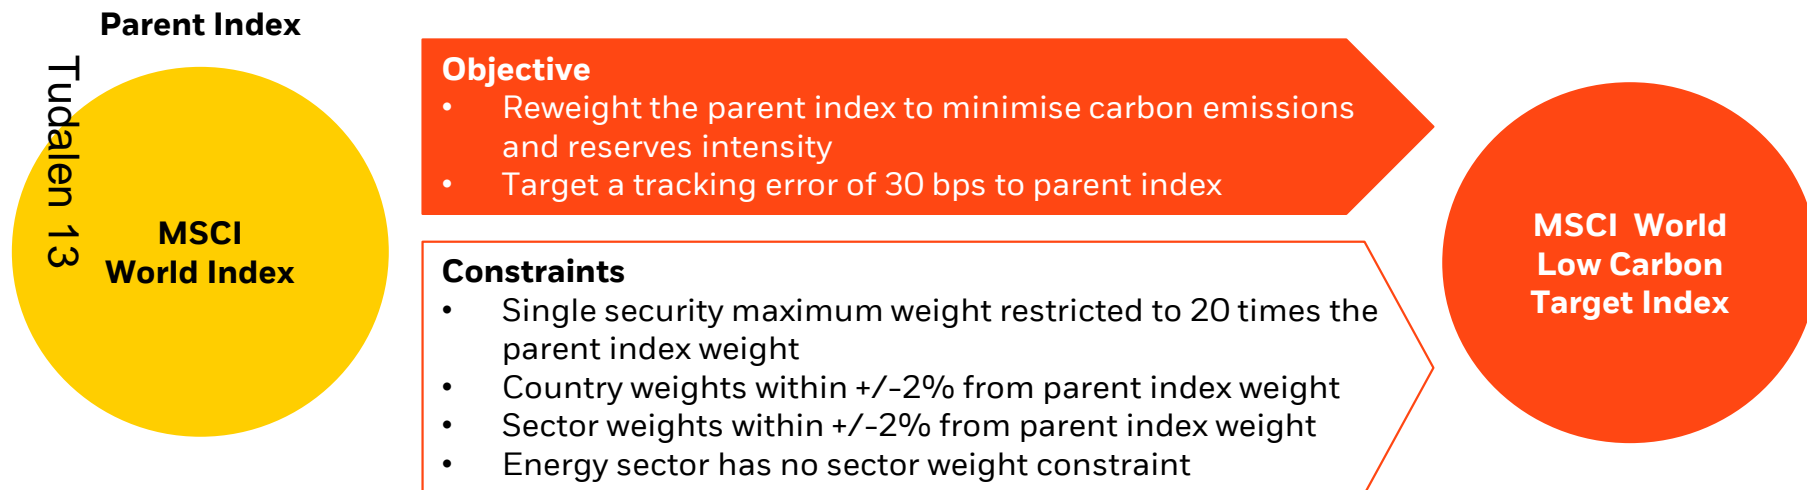 Parent Index
Tudalen 13
MSCI
World Index
Objective
• Reweight the parent index to minimise carbon emissions
and reserves intensity
• Target a tracking error of 30 bps to parent index
Constraints
• Single security maximum weight restricted to 20 times the
parent index weight
• Country weights within +/-2% from parent index weight
• Sector weights within +/-2% from parent index weight
• Energy sector has no sector weight constraint
MSCI World
Low Carbon
Target Index